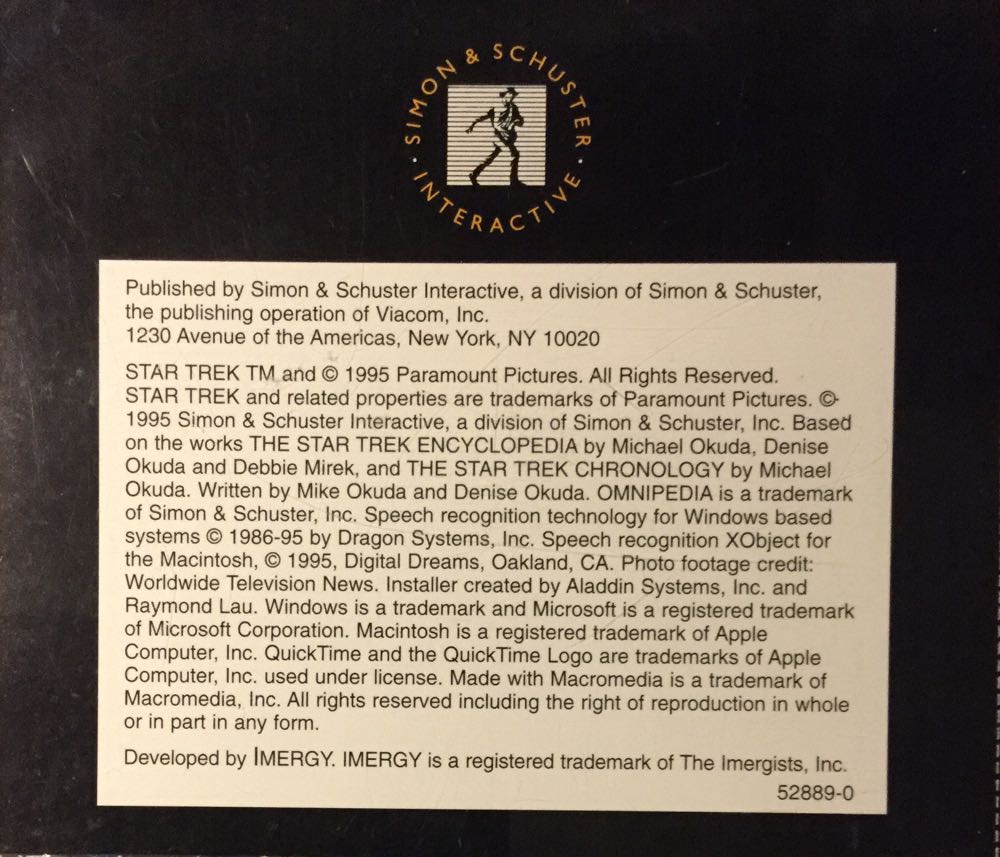 SIMON & SCHUSTER
· INTERACTIVE ·
Published by Simon & Schuster Interactive, a division of Simon & Schuster,
the publishing operation of Viacom, Inc.
1230 Avenue of the Americas, New York, NY 10020
STAR TREK TM and © 1995 Paramount Pictures. All Rights Reserved.
STAR TREK and related properties are trademarks of Paramount Pictures. ©
1995 Simon & Schuster Interactive, a division of Simon & Schuster, Inc. Based
on the works THE STAR TREK ENCYCLOPEDIA by Michael Okuda, Denise
Okuda and Debbie Mirek, and THE STAR TREK CHRONOLOGY by Michael
Okuda. Written by Mike Okuda and Denise Okuda. OMNIPEDIA is a trademark
of Simon & Schuster, Inc. Speech recognition technology for Windows based
systems © 1986-95 by Dragon Systems, Inc. Speech recognition XObject for
the Macintosh, © 1995, Digital Dreams, Oakland, CA. Photo footage credit:
Worldwide Television News. Installer created by Aladdin Systems, Inc. and
Raymond Lau. Windows is a trademark and Microsoft is a registered trademark
of Microsoft Corporation. Macintosh is a registered trademark of Apple
Computer, Inc. QuickTime and the QuickTime Logo are trademarks of Apple
Computer, Inc. used under license. Made with Macromedia is a trademark of
Macromedia, Inc. All rights reserved including the right of reproduction in whole
or in part in any form.
Developed by IMERGY. IMERGY is a registered trademark of The Imergists, Inc.
52889-0